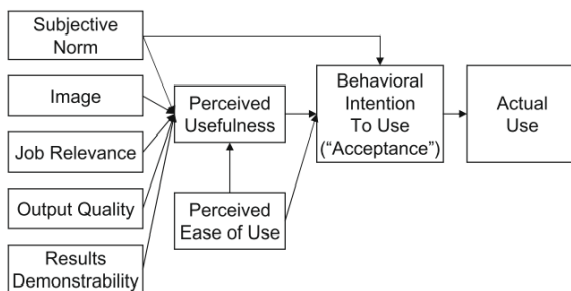 Subjective
Norm
Image
Job Relevance
Output Quality
Results
Demonstrability
Perceived
Usefulness
Perceived
Ease of Use
Behavioral
Intention
To Use
(“Acceptance”)
Actual
Use